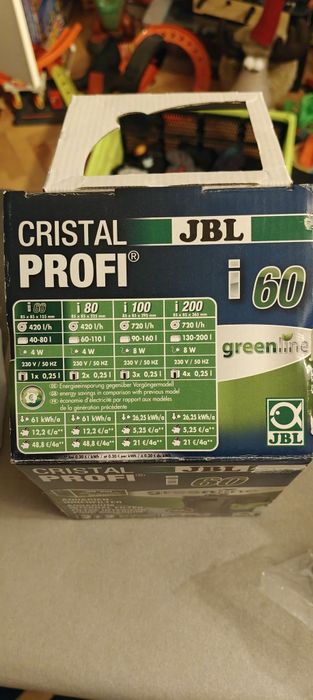 CRISTAL JBL
PROFI®
i 60
greenline
JBL
i 60 i 80 i 100 i 200
420 l/h 420 l/h 720 l/h 720 l/h
40-80 l 60-110 l 90-160 l 130-200 l
4 W 4 W 8 W 8 W
230 V / 50 HZ 230 V / 50 HZ 230 V / 50 HZ 230 V / 50 HZ
1x 0,25 l 2x 0,25 l 3x 0,25 l 4x 0,25 l
Energieeinsparung gegenüber Vorgängermodell
energy savings in comparison with previous model
économie d'électricité par rapport aux modèles
de la génération précédente
61 kWh/a 61 kWh/a 26,25 kWh/a 26,25 kWh/a
12,2 €/a** 12,2 €/a** 5,25 €/a** 5,25 €/a**
48,8 €/4a** 48,8 €/4a** 21 €/4a** 21 €/4a**
CRISTAL JBL
PROFI i 60
greenline